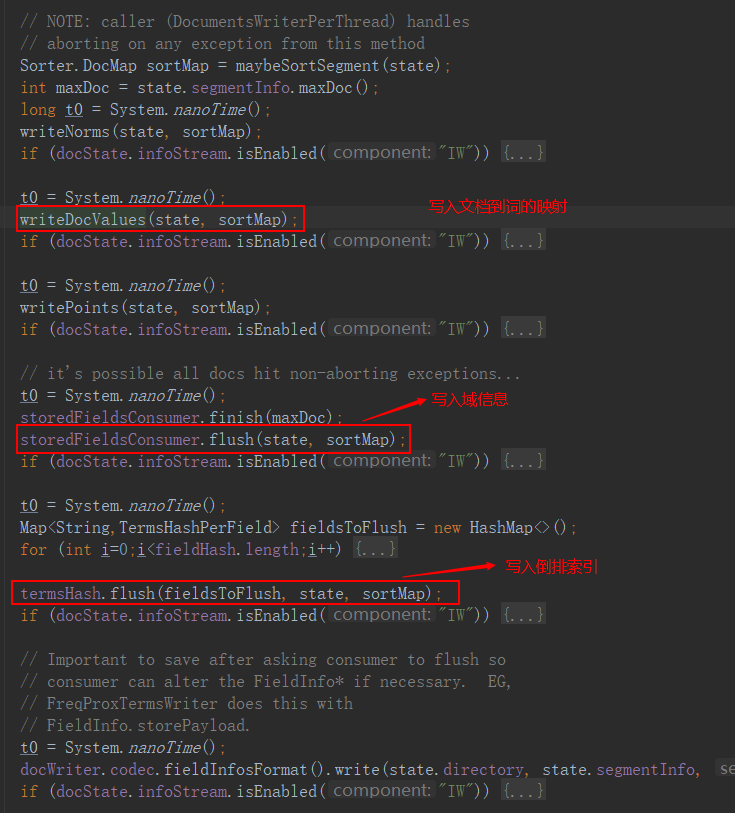 // NOTE: caller (DocumentsWriterPerThread) handles
// aborting on any exception from this method
Sorter.DocMap sortMap = maybeSortSegment(state);
int maxDoc = state.segmentInfo.maxDoc();
long t0 = System.nanoTime();
writeNorms(state, sortMap);
if (docState.infoStream.isEnabled( component: "IW")) {...}
t0 = System.nanoTime();
写入文档到词的映射
writeDocValues(state, sortMap);
if (docState.infoStream.isEnabled( component: "IW")) {...}
t0 = System.nanoTime();
writePoints(state, sortMap);
if (docState.infoStream.isEnabled( component: "IW")) {...}
// it's possible all docs hit non-aborting exceptions...
t0 = System.nanoTime();
写入域信息
storedFieldsConsumer.finish(maxDoc);
storedFieldsConsumer.flush(state, sortMap);
if (docState.infoStream.isEnabled( component: "IW")) {...}
t0 = System.nanoTime();
Map<String,TermsHashPerField> fieldsToFlush = new HashMap<>();
for (int i=0;i<fieldHash.length;i++) {...}
写入倒排索引
termsHash.flush(fieldsToFlush, state, sortMap);
if (docState.infoStream.isEnabled( component: "IW")) {...}
// Important to save after asking consumer to flush so
// consumer can alter the FieldInfo* if necessary.  EG,
// FreqProxTermsWriter does this with
// FieldInfo.storePayload.
t0 = System.nanoTime();
docWriter.codec.fieldInfosFormat().write(state.directory, state.segmentInfo, se
if (docState.infoStream.isEnabled( component: "IW")) {...}